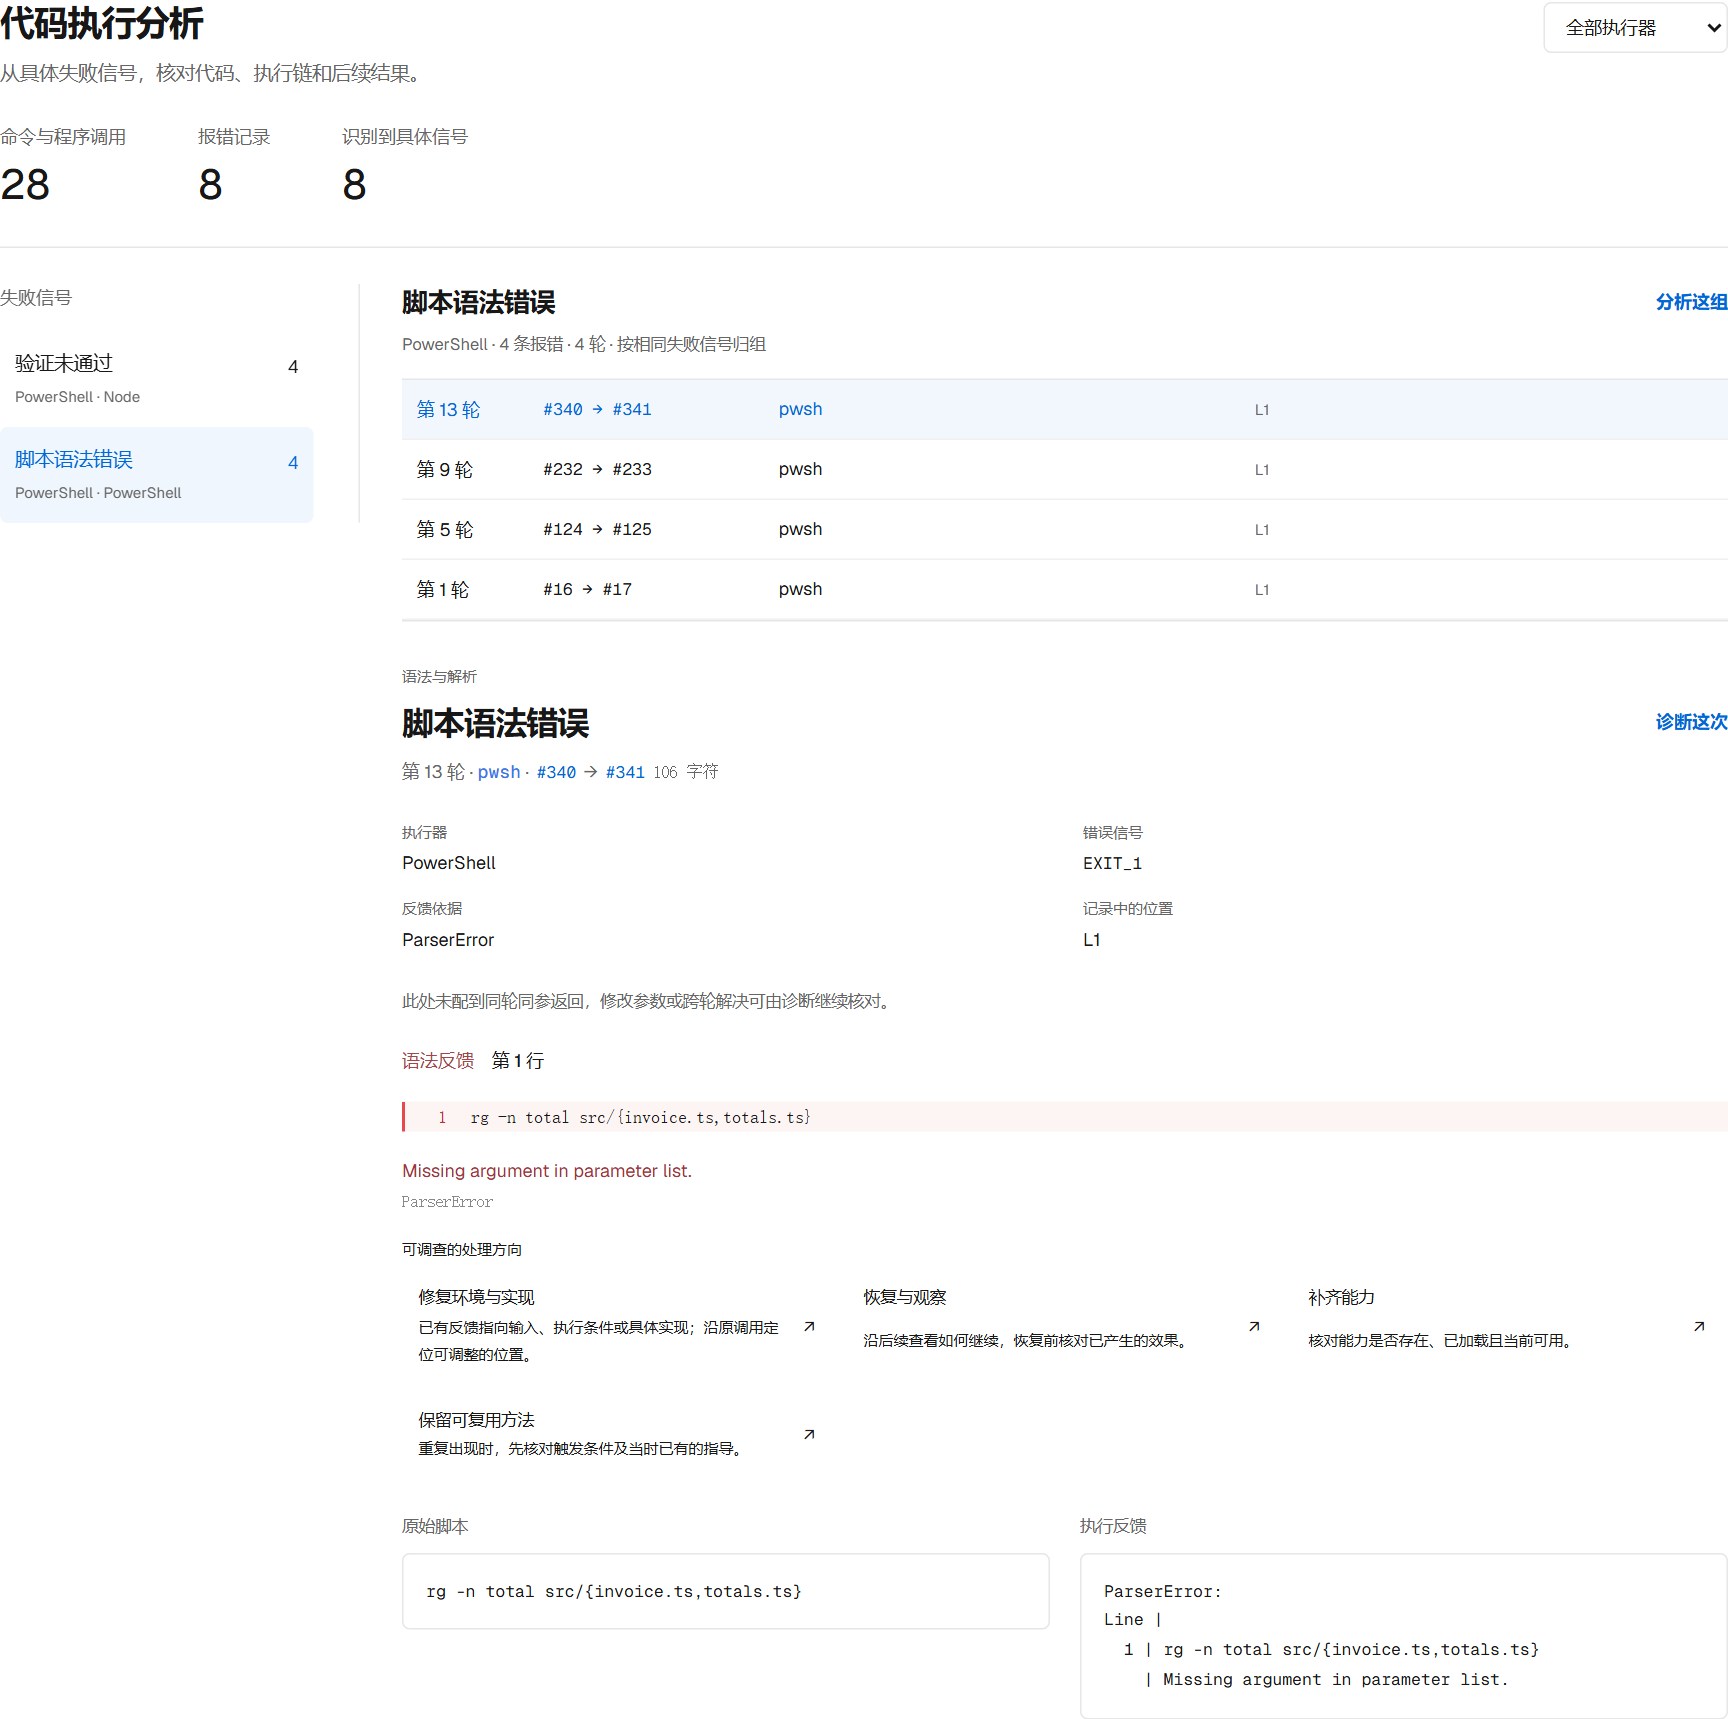 代码执行分析
全部执行器
从具体失败信号，核对代码、执行链和后续结果。
命令与程序调用
报错记录
识别到具体信号
28
8
8
失败信号
验证未通过
4
PowerShell · Node
脚本语法错误
4
PowerShell · PowerShell
脚本语法错误
分析这组
PowerShell · 4 条报错 · 4 轮 · 按相同失败信号归组
第 13 轮 #340 → #341 pwsh L1
第 9 轮 #232 → #233 pwsh L1
第 5 轮 #124 → #125 pwsh L1
第 1 轮 #16 → #17 pwsh L1
语法与解析
脚本语法错误
诊断这次
第 13 轮 · pwsh · #340 → #341 106 字符
执行器
PowerShell
错误信号
EXIT_1
反馈依据
ParserError
记录中的位置
L1
此处未配到同轮同参返回，修改参数或跨轮解决可由诊断继续核对。
语法反馈 第 1 行
1 rg -n total src/{invoice.ts,totals.ts}
Missing argument in parameter list.
ParserError
可调查的处理方向
修复环境与实现
已有反馈指向输入、执行条件或具体实现；沿原调用定
位可调整的位置。
恢复与观察
沿后续查看如何继续，恢复前核对已产生的效果。
补齐能力
核对能力是否存在、已加载且当前可用。
保留可复用方法
重复出现时，先核对触发条件及当时已有的指导。
原始脚本
rg -n total src/{invoice.ts,totals.ts}
执行反馈
ParserError:
Line |
1 | rg -n total src/{invoice.ts,totals.ts}
| Missing argument in parameter list.